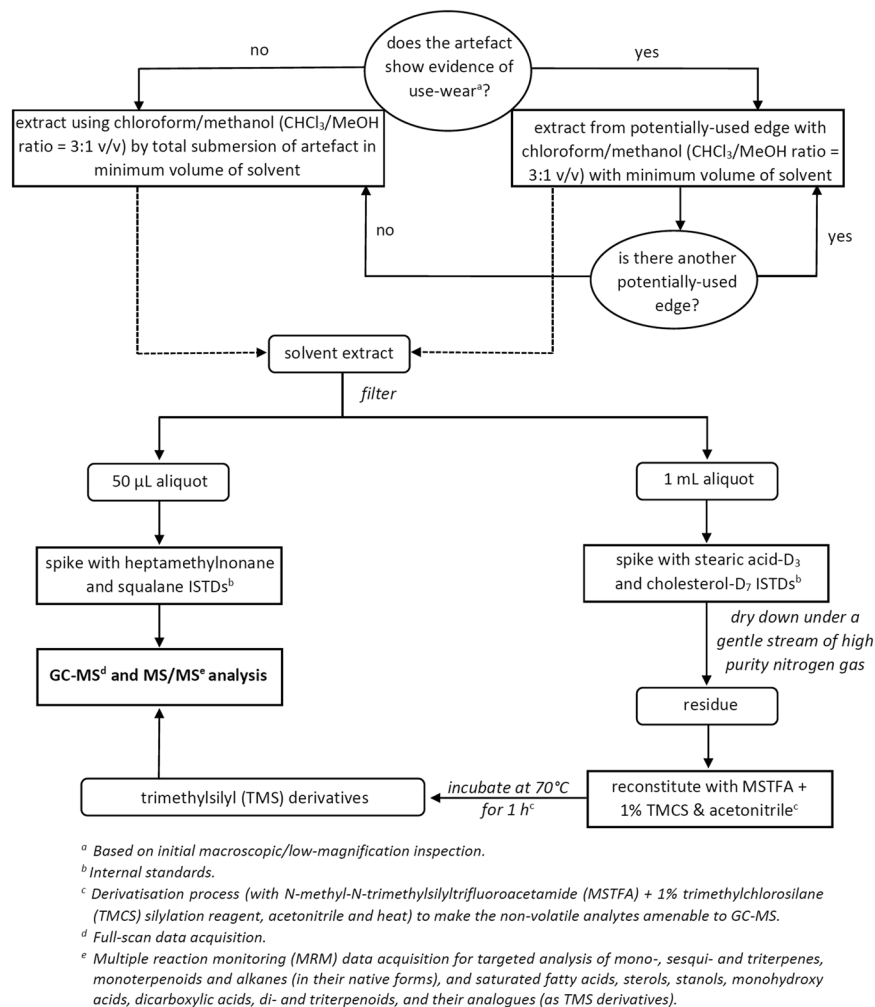 does the artefact
show evidence of
use-wearᵃ?
no
yes
extract using chloroform/methanol (CHCl₃/MeOH
ratio = 3:1 v/v) by total submersion of artefact in
minimum volume of solvent
extract from potentially-used edge with
chloroform/methanol (CHCl₃/MeOH ratio =
3:1 v/v) with minimum volume of solvent
no
yes
is there another
potentially-used
edge?
solvent extract
filter
50 µL aliquot
1 mL aliquot
spike with heptamethylnonane
and squalane ISTDsᵇ
spike with stearic acid-D₃
and cholesterol-D₇ ISTDsᵇ
dry down under a
gentle stream of high
purity nitrogen gas
GC-MSᵈ and MS/MSᵉ analysis
residue
reconstitute with MSTFA +
1% TMCS & acetonitrileᶜ
incubate at 70°C
for 1 hᶜ
trimethylsilyl (TMS) derivatives
ᵃ Based on initial macroscopic/low-magnification inspection.
ᵇ Internal standards.
ᶜ Derivatisation process (with N-methyl-N-trimethylsilyltrifluoroacetamide (MSTFA) + 1% trimethylchlorosilane
(TMCS) silylation reagent, acetonitrile and heat) to make the non-volatile analytes amenable to GC-MS.
ᵈ Full-scan data acquisition.
ᵉ Multiple reaction monitoring (MRM) data acquisition for targeted analysis of mono-, sesqui- and triterpenes,
monoterpenoids and alkanes (in their native forms), and saturated fatty acids, sterols, stanols, monohydroxy
acids, dicarboxylic acids, di- and triterpenoids, and their analogues (as TMS derivatives).